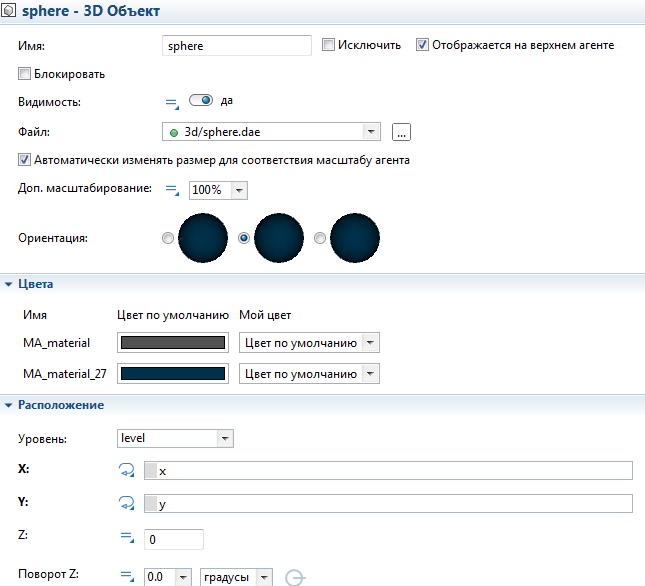 sphere - 3D Объект
Имя: sphere Исключить Отображается на верхнем агенте
Блокировать
Видимость: да
Файл: 3d/sphere.dae ...
Автоматически изменять размер для соответствия масштабу агента
Доп. масштабирование: 100%
Ориентация:
Цвета
Имя Цвет по умолчанию Мой цвет
MA_material Цвет по умолчанию
MA_material_27 Цвет по умолчанию
Расположение
Уровень: level
X: x
Y: y
Z: 0
Поворот Z: 0.0 градусы